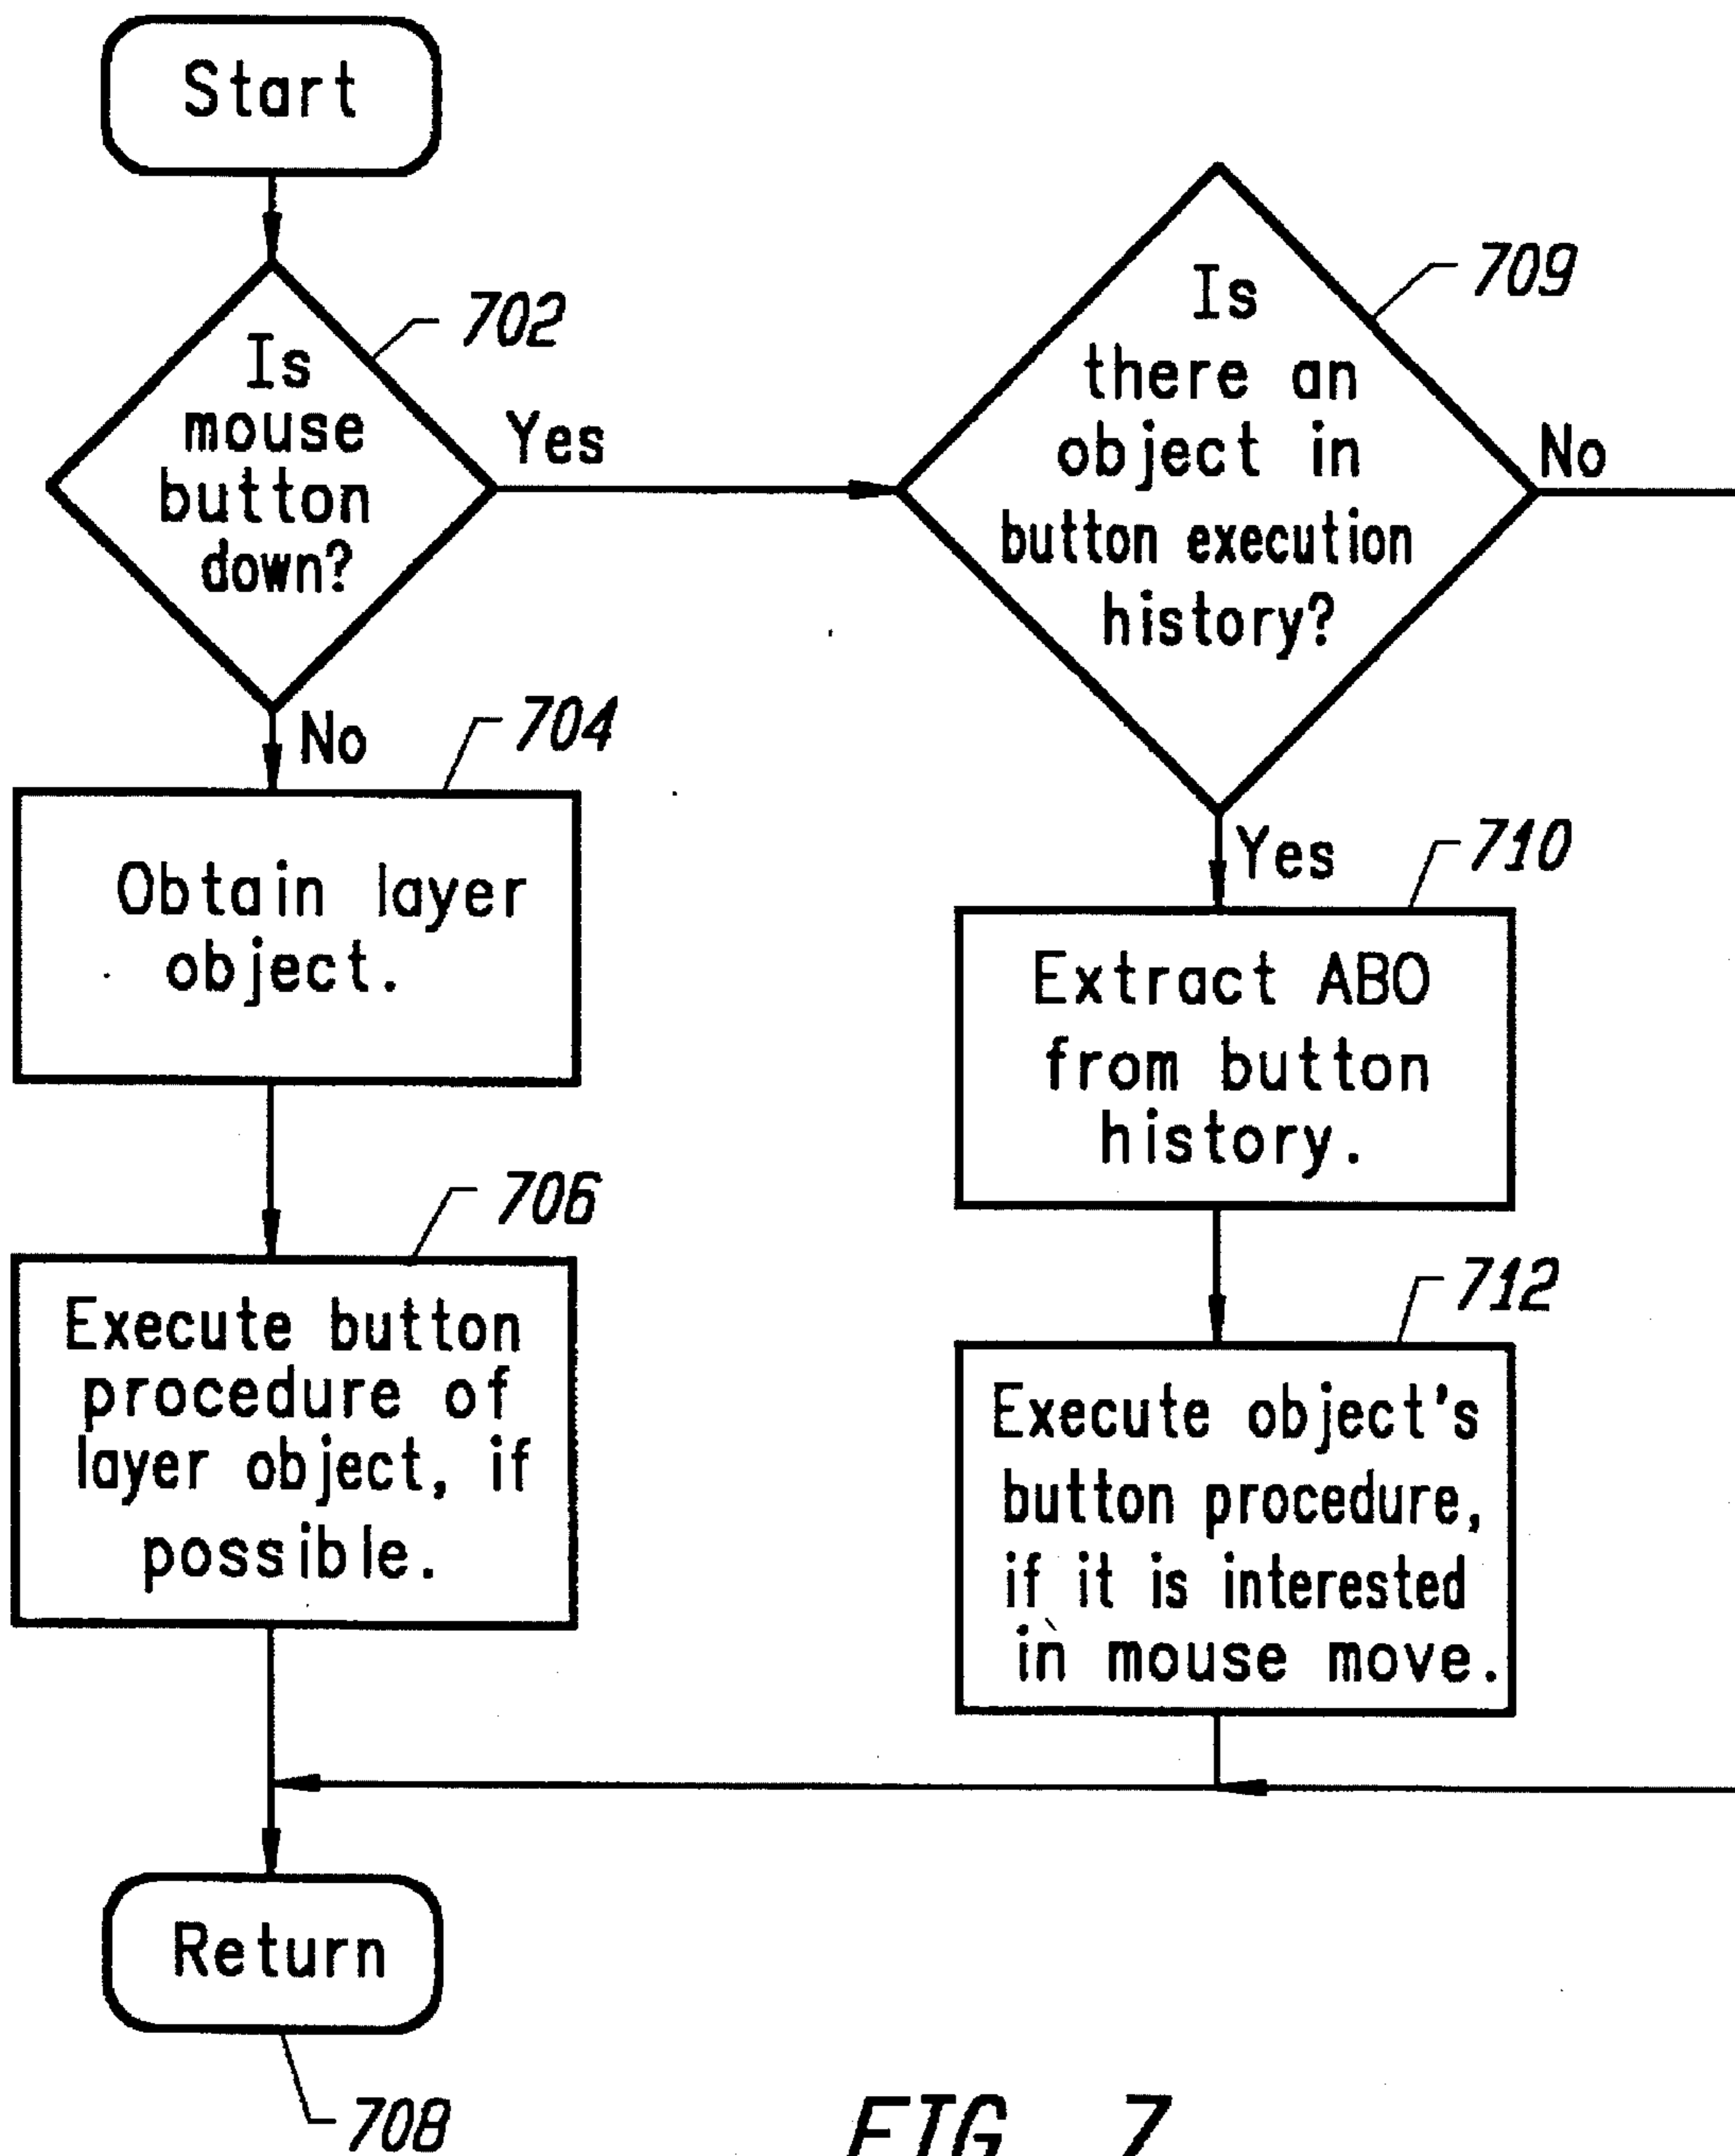 Start
702
Is
mouse
button
down?
Yes
No
704
Obtain layer
object.
706
Execute button
procedure of
layer object, if
possible.
Return
708
709
Is
there an
object in
button execution
history?
No
Yes
710
Extract ABO
from button
history.
712
Execute object's
button procedure,
if it is interested
in mouse move.
FIG. 7